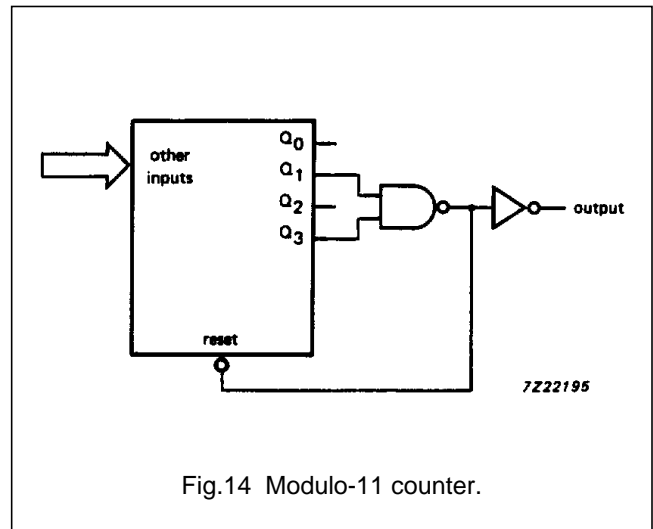 other
inputs
Q0
Q1
Q2
Q3
output
reset
7Z22195
Fig.14 Modulo-11 counter.